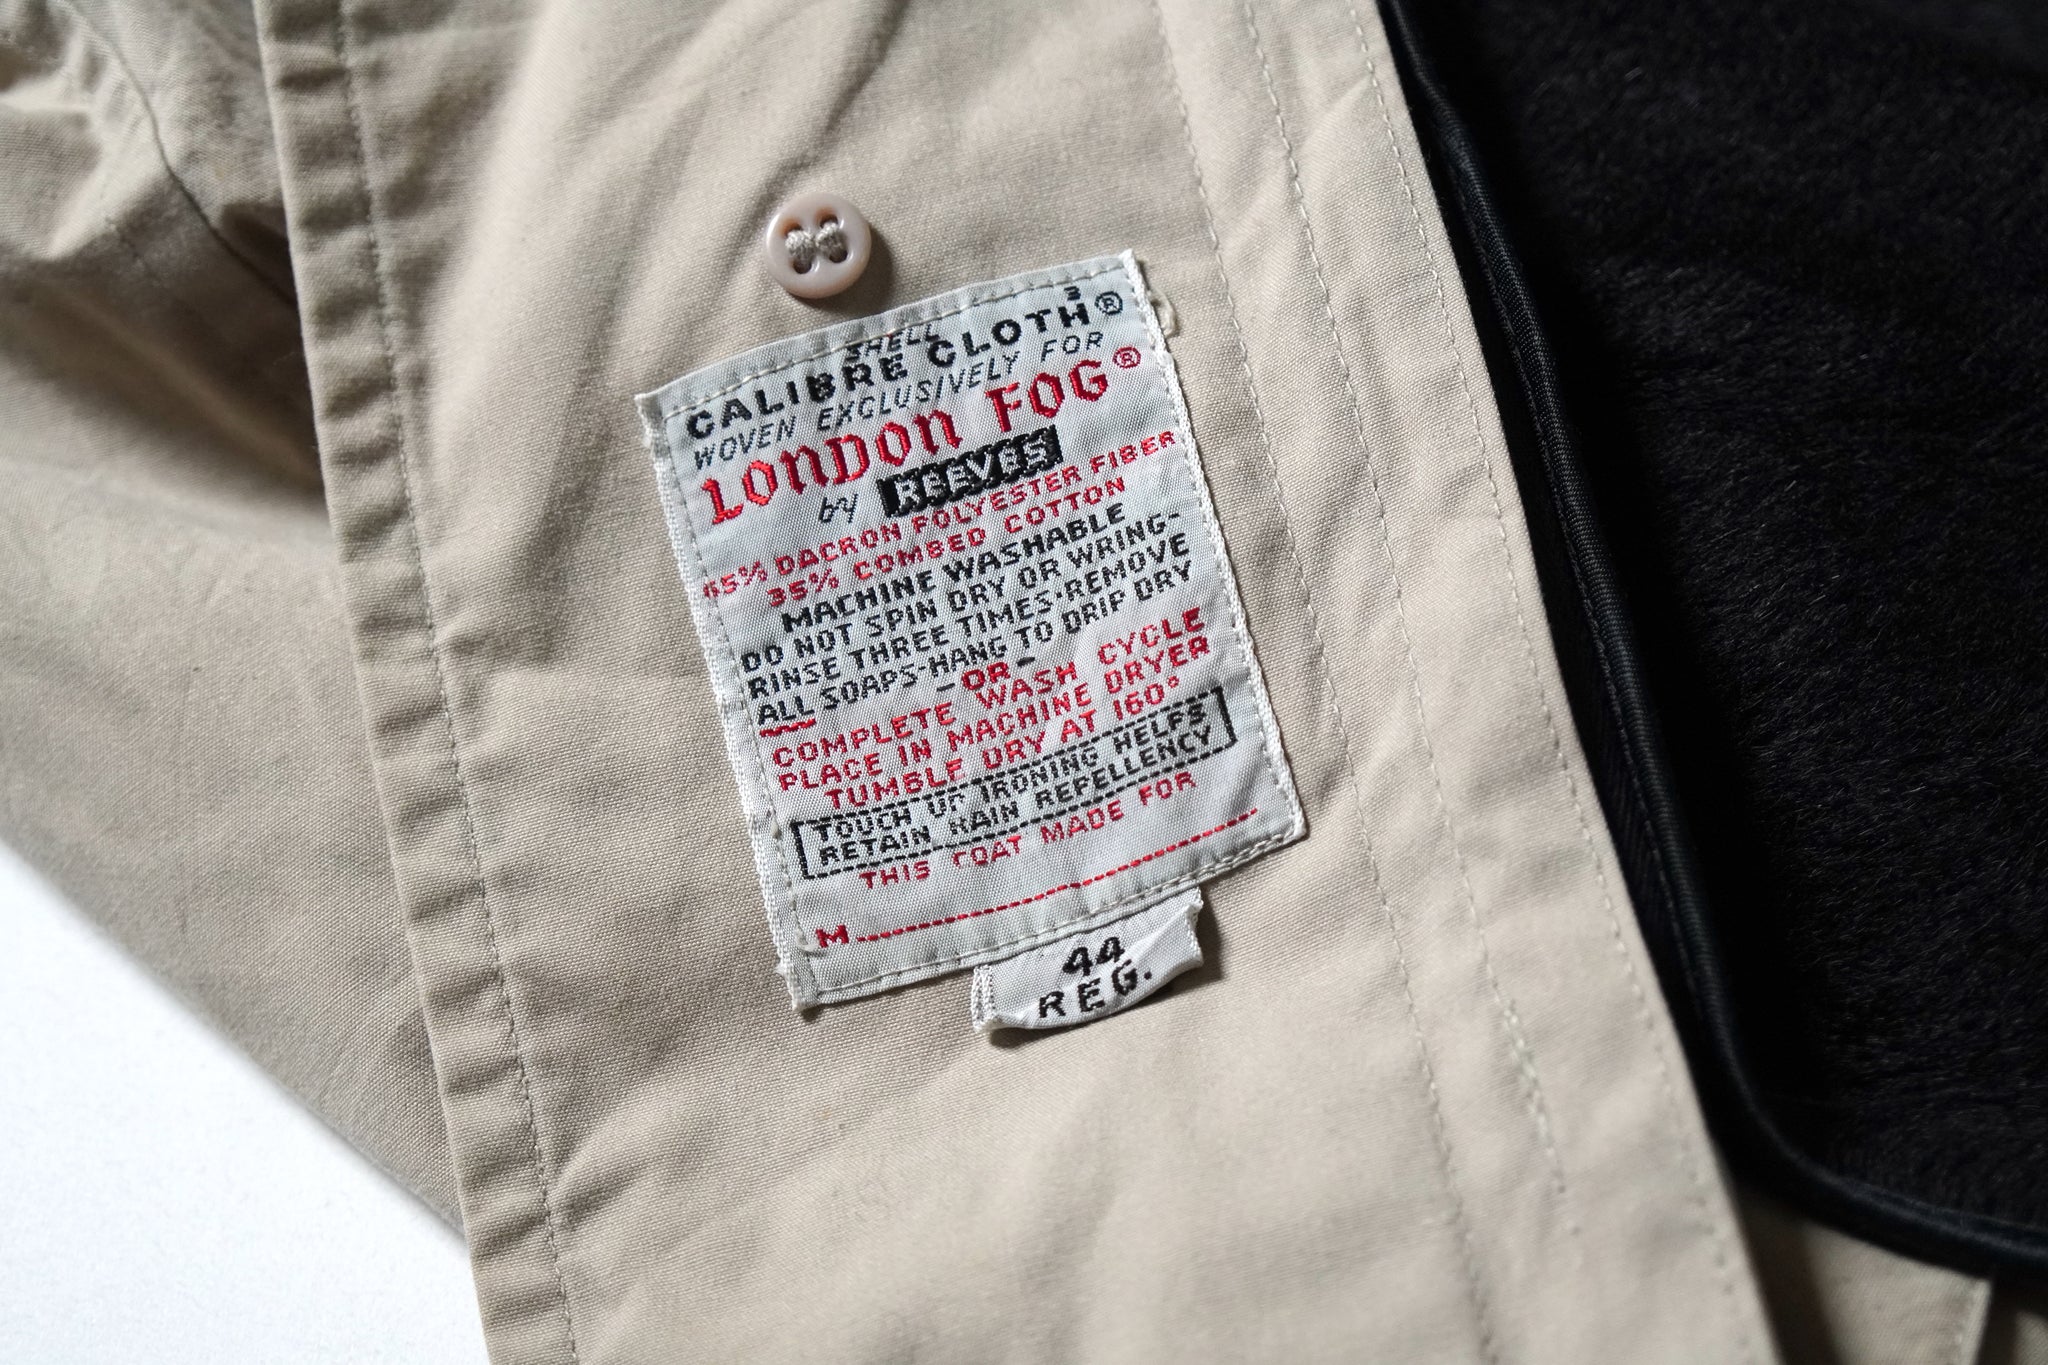 SHELL
CALIBRE CLOTH³®
WOVEN EXCLUSIVELY FOR
LONDON FOG®
by REEVES
65% DACRON POLYESTER FIBER
35% COMBED COTTON
MACHINE WASHABLE
DO NOT SPIN DRY OR WRING-
RINSE THREE TIMES·REMOVE
ALL SOAPS-HANG TO DRIP DRY
-OR-
COMPLETE WASH CYCLE
PLACE IN MACHINE DRYER
TUMBLE DRY AT 160°
TOUCH UP IRONING HELPS
RETAIN RAIN REPELLENCY
THIS COAT MADE FOR
M
44
REG.